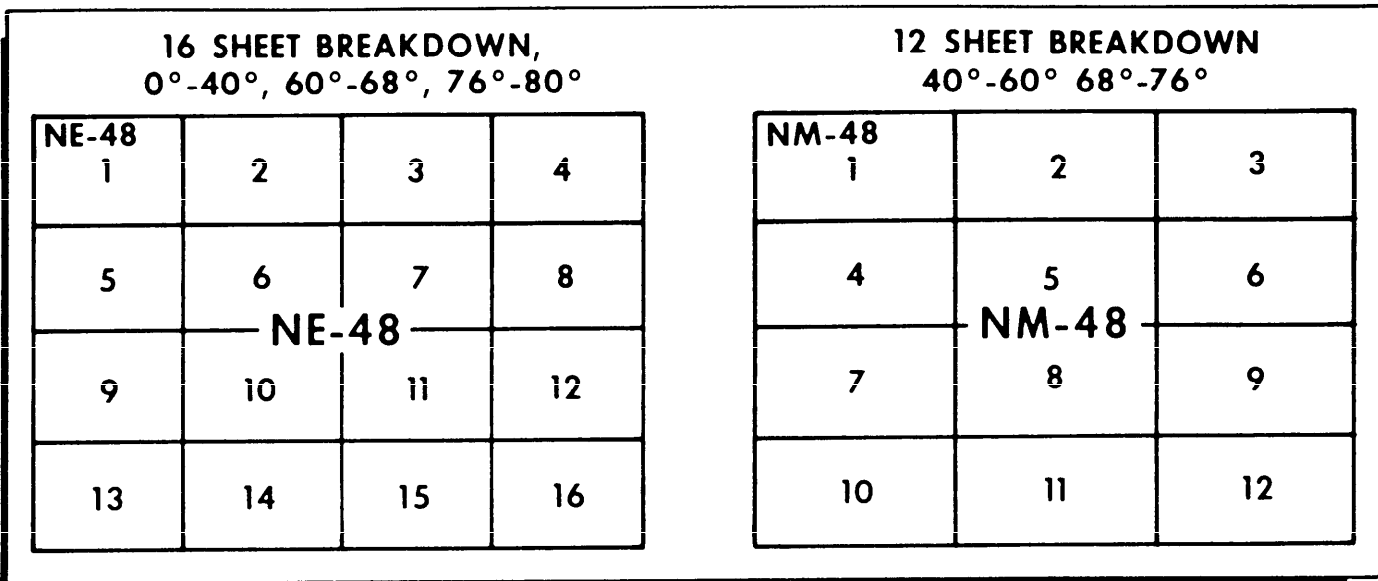 16 SHEET BREAKDOWN,
0°-40°, 60°-68°, 76°-80°
NE-48
1 2 3 4
5 6 7 8
NE-48
9 10 11 12
13 14 15 16
12 SHEET BREAKDOWN
40°-60° 68°-76°
NM-48
1 2 3
4 5 6
NM-48
7 8 9
10 11 12